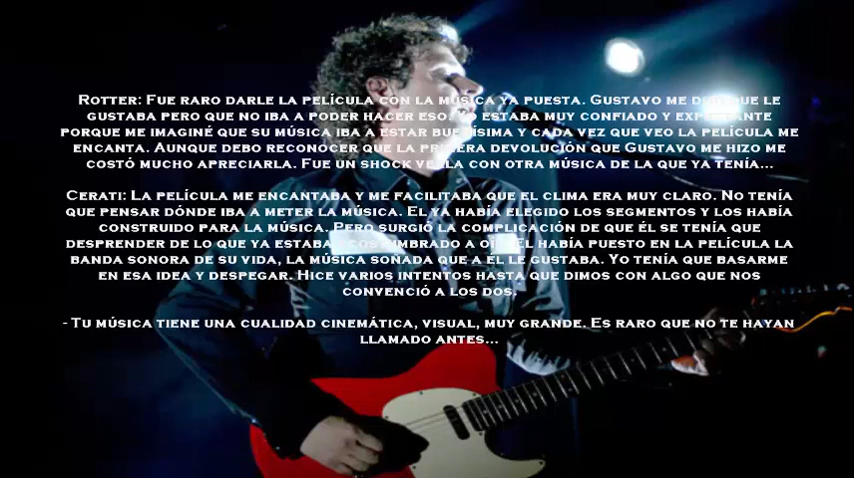 Rotter: Fue raro darle la película con la música ya puesta. Gustavo me dijo que le
gustaba pero que no iba a poder hacer eso. Yo estaba muy confiado y expectante
porque me imaginé que su música iba a estar buenísima y cada vez que veo la película me
encanta. Aunque debo reconocer que la primera devolución que Gustavo me hizo me
costó mucho apreciarla. Fue un shock verla con otra música de la que ya tenía...
Cerati: La película me encantaba y me facilitaba que el clima era muy claro. No tenía
que pensar dónde iba a meter la música. El ya había elegido los segmentos y los había
construido para la música. Pero surgió la complicación de que él se tenía que
desprender de lo que ya estaba acostumbrado a oír. Él había puesto en la película la
banda sonora de su vida, la música soñada que a él le gustaba. Yo tenía que basarme
en esa idea y despegar. Hice varios intentos hasta que dimos con algo que nos
convenció a los dos.
- Tu música tiene una cualidad cinemática, visual, muy grande. Es raro que no te hayan
llamado antes...